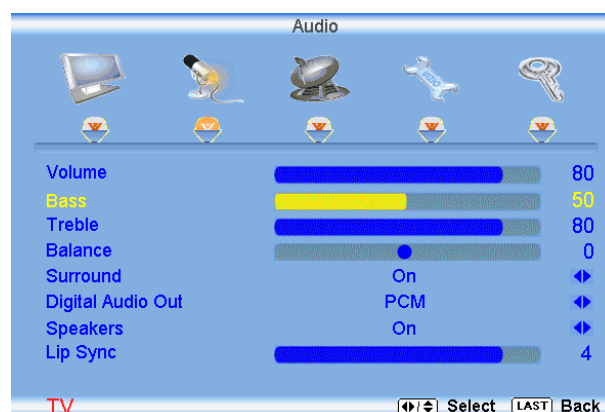 Audio
VIZIO
Volume 80
Bass 50
Treble 80
Balance 0
Surround On
Digital Audio Out PCM
Speakers On
Lip Sync 4
TV Select LAST Back